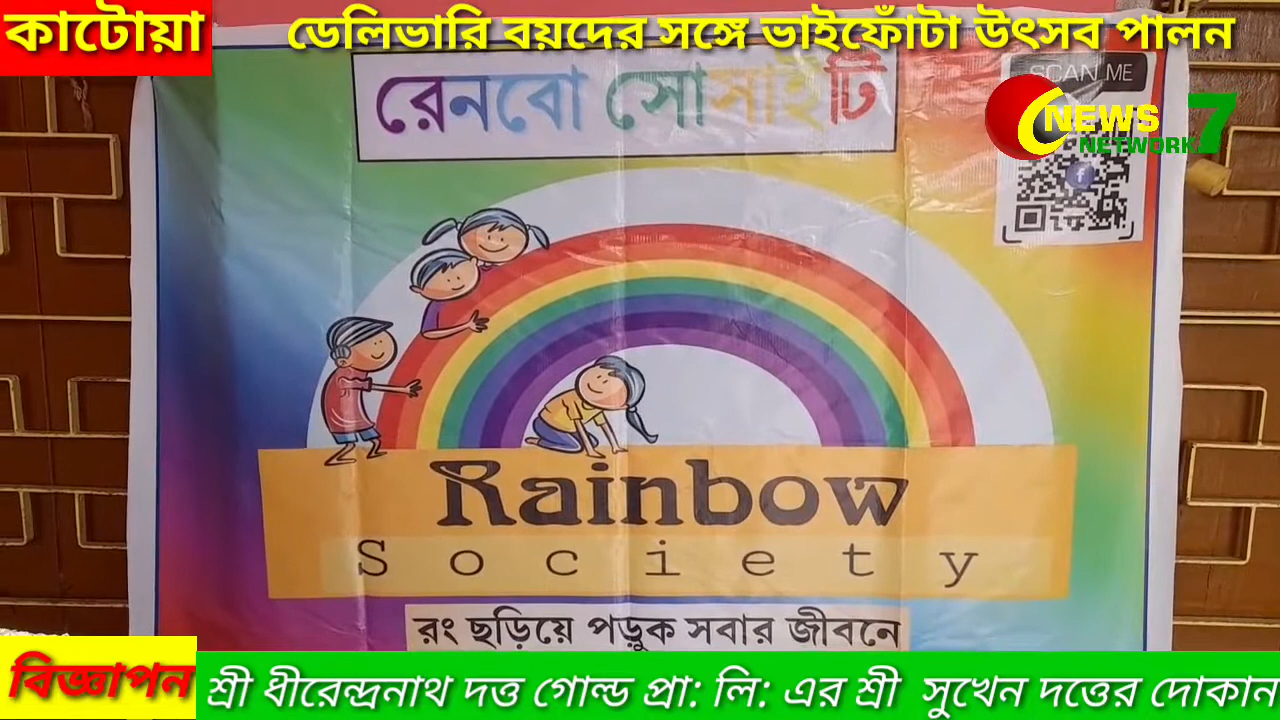 কাটোয়া
ডেলিভারি বয়দের সঙ্গে ভাইফোঁটা উৎসব পালন
রেনবো সোসাইটি
SCAN ME
NEWS 7
NETWORK
Rainbow
Society
রং ছড়িয়ে পড়ুক সবার জীবনে
বিজ্ঞাপন
শ্রী ধীরেন্দ্রনাথ দত্ত গোল্ড প্রা: লি: এর শ্রী সুখেন দত্তের দোকান